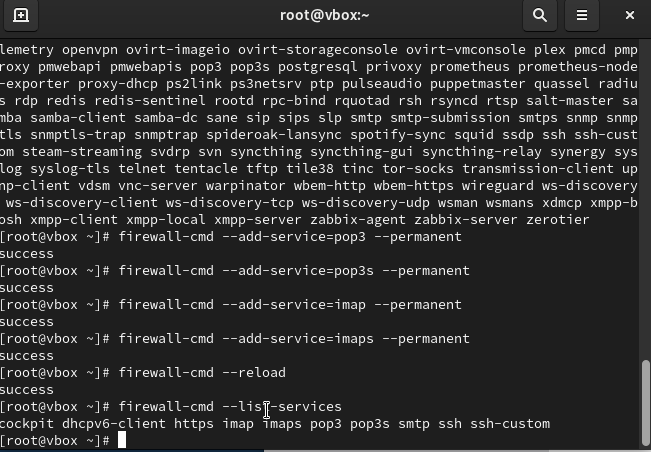 root@vbox:~
lemetry openvpn ovirt-imageio ovirt-storageconsole ovirt-vmconsole plex pmcd pmp
roxy pmwebapi pmwebapis pop3 pop3s postgresql privoxy prometheus prometheus-node
-exporter proxy-dhcp ps2link ps3netsrv ptp pulseaudio puppetmaster quassel radiu
s rdp redis redis-sentinel rootd rpc-bind rquotad rsh rsyncd rtsp salt-master sa
mba samba-client samba-dc sane sip sips slp smtp smtp-submission smtps snmp snmp
tls snmptls-trap snmptrap spideroak-lansync spotify-sync squid ssdp ssh ssh-cust
om steam-streaming svdrp svn syncthing syncthing-gui syncthing-relay synergy sys
log syslog-tls telnet tentacle tftp tile38 tinc tor-socks transmission-client up
np-client vdsm vnc-server warpinator wbem-http wbem-https wireguard ws-discovery
ws-discovery-client ws-discovery-tcp ws-discovery-udp wsman wsmans xdmcp xmpp-b
osh xmpp-client xmpp-local xmpp-server zabbix-agent zabbix-server zerotier
[root@vbox ~]# firewall-cmd --add-service=pop3 --permanent
success
[root@vbox ~]# firewall-cmd --add-service=pop3s --permanent
success
[root@vbox ~]# firewall-cmd --add-service=imap --permanent
success
[root@vbox ~]# firewall-cmd --add-service=imaps --permanent
success
[root@vbox ~]# firewall-cmd --reload
success
[root@vbox ~]# firewall-cmd --list-services
cockpit dhcpv6-client https imap imaps pop3 pop3s smtp ssh ssh-custom
[root@vbox ~]#